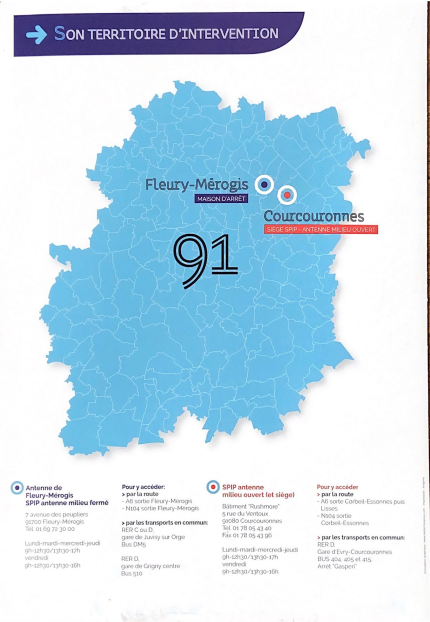 SON TERRITOIRE D'INTERVENTION
Fleury-Mérogis
MAISON D'ARRÊT
Courcouronnes
SIÈGE SPIP - ANTENNE MILIEU OUVERT
91
Antenne de
Fleury-Mérogis
SPIP antenne milieu fermé
7 avenue des peupliers
91700 Fleury-Mérogis
Tél. 01 69 72 30 00
Lundi-mardi-mercredi-jeudi
9h-12h30/13h30-17h
vendredi
9h-12h30/13h30-16h
Pour y accéder:
> par la route
- A6 sortie Fleury-Mérogis
- N104 sortie Fleury-Mérogis
> par les transports en commun:
RER C ou D,
gare de Juvisy sur Orge
Bus DM5
RER D,
gare de Grigny centre
Bus 510
SPIP antenne
milieu ouvert (et siège)
Bâtiment "Rushmore"
5 rue du Ventoux
91080 Courcouronnes
Tél. 01 78 05 43 40
Fax 01 78 05 43 96
Lundi-mardi-mercredi-jeudi
9h-12h30/13h30-17h
vendredi
9h-12h30/13h30-16h
Pour y accéder
> par la route
- A6 sortie Corbeil-Essonnes puis
Lisses
- N104 sortie
Corbeil-Essonnes
> par les transports en commun:
RER D,
Gare d'Evry-Courcouronnes
BUS 404, 405 et 415
Arrêt "Gasperi"